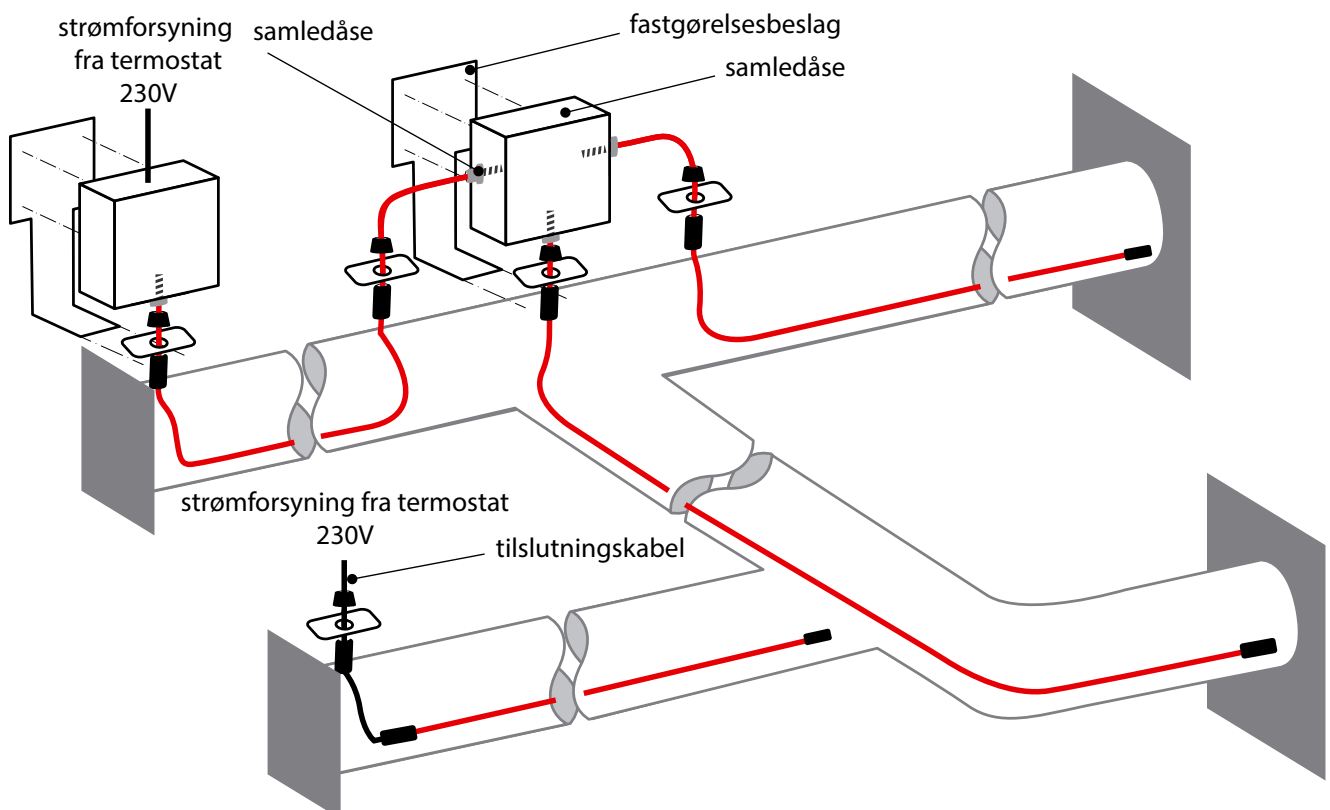 strømforsyning
fra termostat
230V
samledåse
fastgørelsesbeslag
samledåse
strømforsyning fra termostat
230V
tilslutningskabel